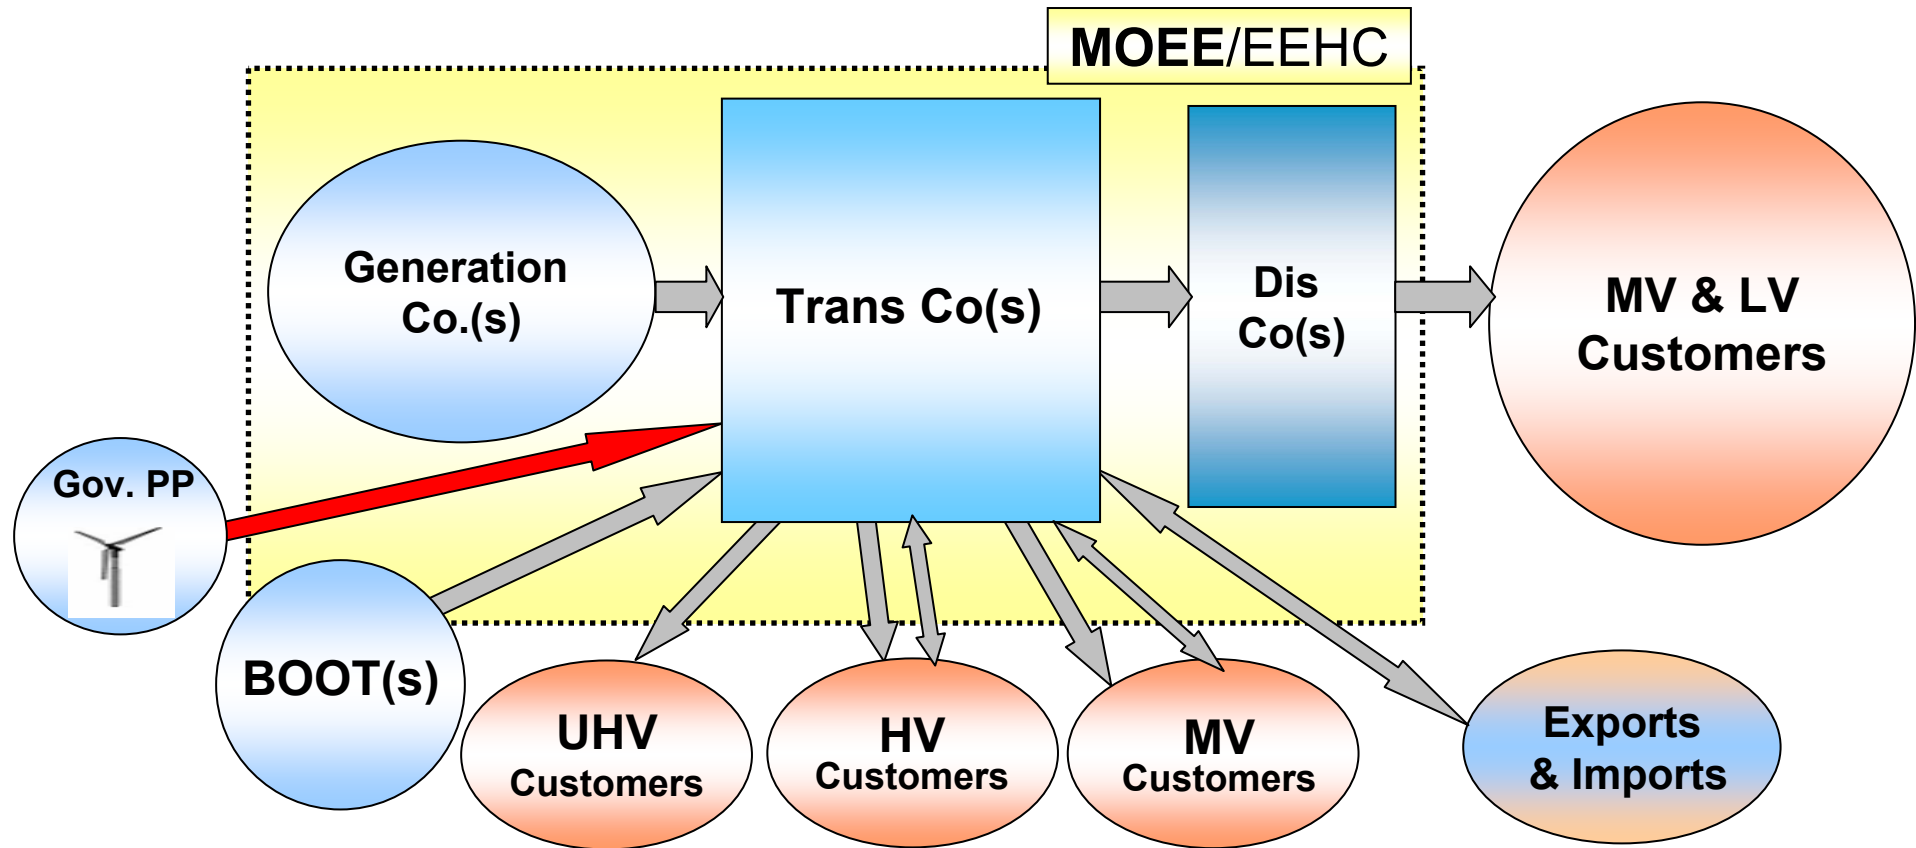 MOEE/EEHC
Generation
Co.(s)
Trans Co(s)
Dis
Co(s)
MV & LV
Customers
Gov. PP
BOOT(s)
UHV
Customers
HV
Customers
MV
Customers
Exports
& Imports